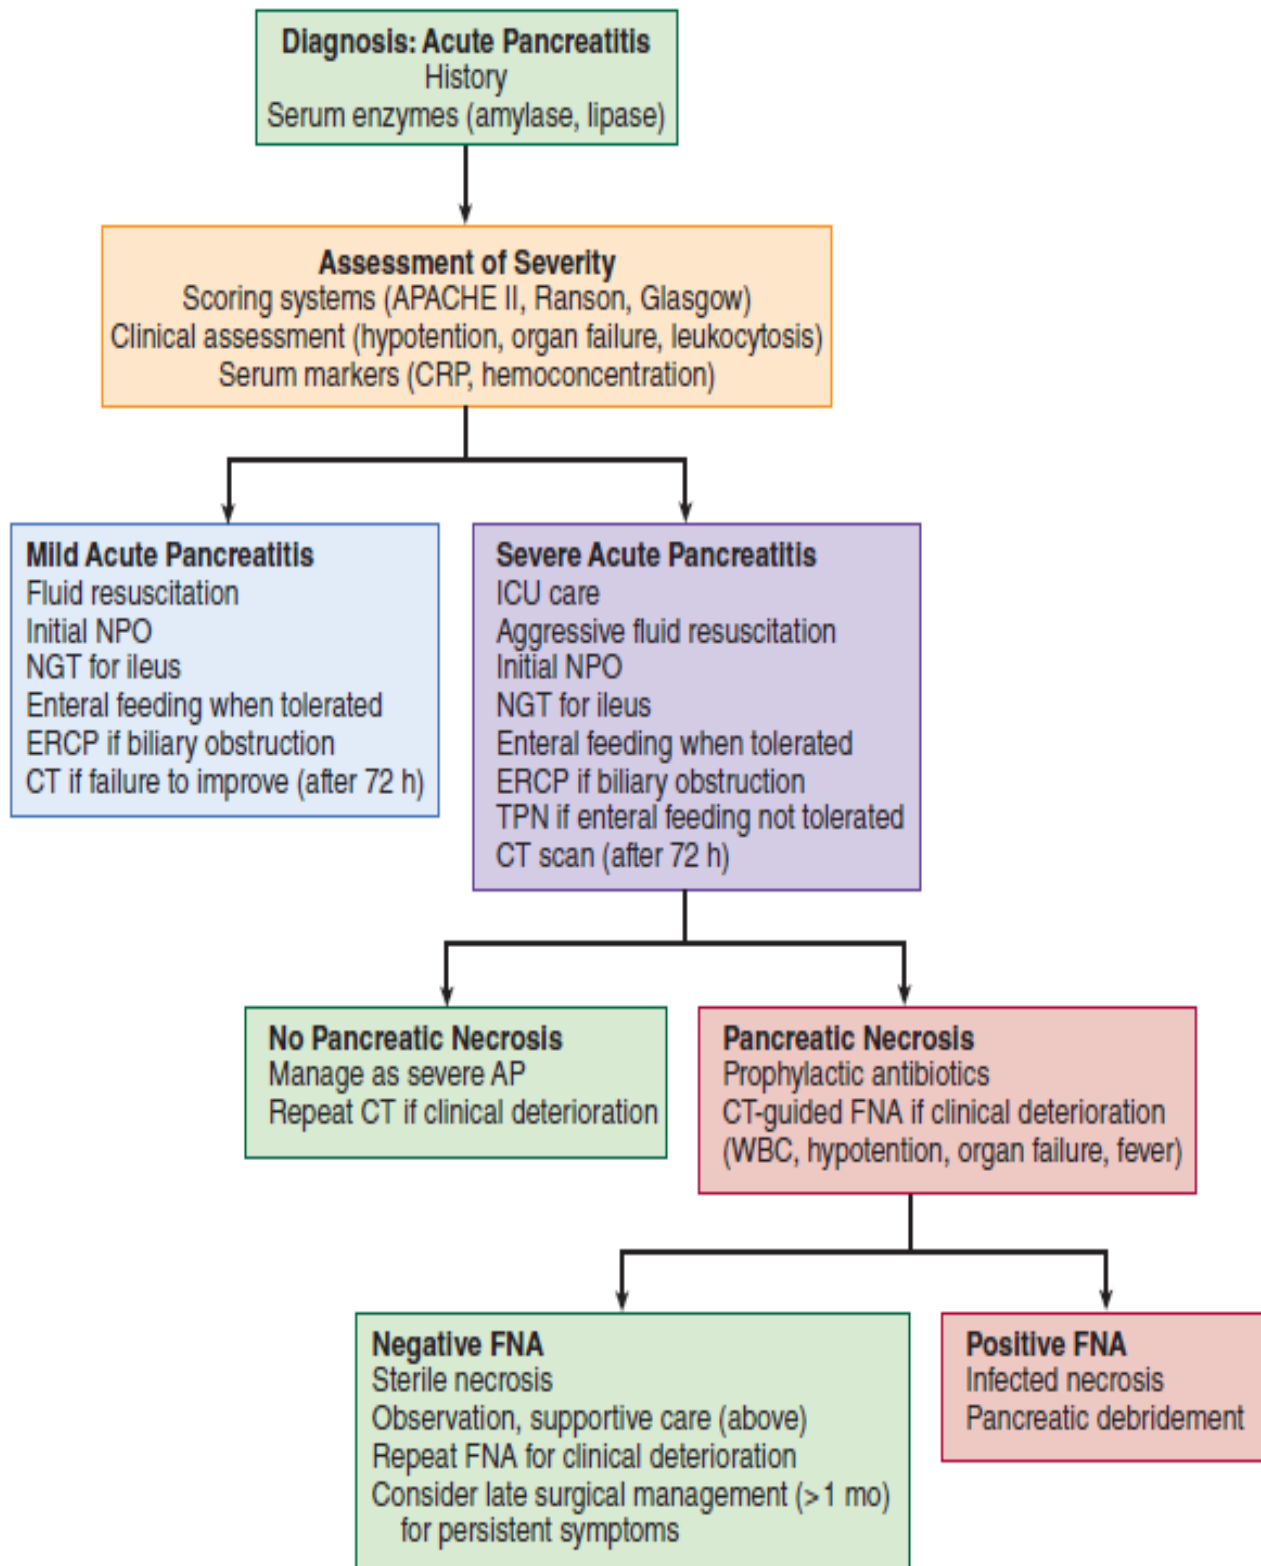 Diagnosis: Acute Pancreatitis
History
Serum enzymes (amylase, lipase)
Assessment of Severity
Scoring systems (APACHE II, Ranson, Glasgow)
Clinical assessment (hypotention, organ failure, leukocytosis)
Serum markers (CRP, hemoconcentration)
Mild Acute Pancreatitis
Fluid resuscitation
Initial NPO
NGT for ileus
Enteral feeding when tolerated
ERCP if biliary obstruction
CT if failure to improve (after 72 h)
Severe Acute Pancreatitis
ICU care
Aggressive fluid resuscitation
Initial NPO
NGT for ileus
Enteral feeding when tolerated
ERCP if biliary obstruction
TPN if enteral feeding not tolerated
CT scan (after 72 h)
No Pancreatic Necrosis
Manage as severe AP
Repeat CT if clinical deterioration
Pancreatic Necrosis
Prophylactic antibiotics
CT-guided FNA if clinical deterioration
(WBC, hypotention, organ failure, fever)
Negative FNA
Sterile necrosis
Observation, supportive care (above)
Repeat FNA for clinical deterioration
Consider late surgical management (>1 mo)
for persistent symptoms
Positive FNA
Infected necrosis
Pancreatic debridement